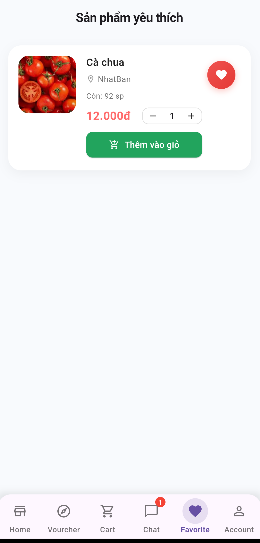 Sản phẩm yêu thích
Cà chua
NhatBan
Còn: 92 sp
12.000đ
1
Thêm vào giỏ
1
Home
Vourcher
Cart
Chat
Favorite
Account